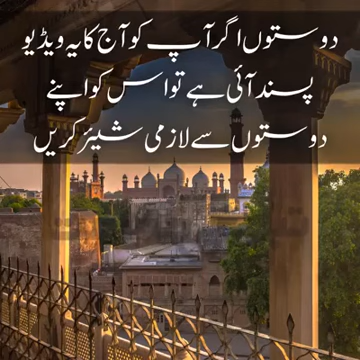 دوستوں اگر آپ کو آج کا یہ ویڈیو
پسند آئی ہے تو اس کو اپنے
دوستوں سے لازمی شیئر کریں